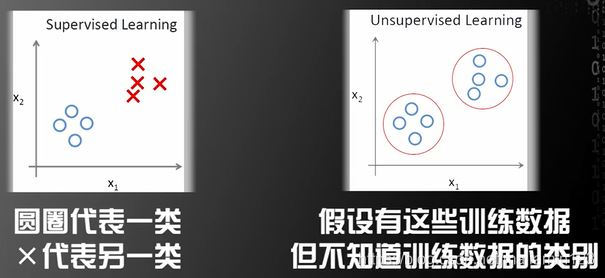 Supervised Learning
x2
x1
圆圈代表一类
×代表另一类
Unsupervised Learning
x2
x1
假设有这些训练数据
但不知道训练数据的类别